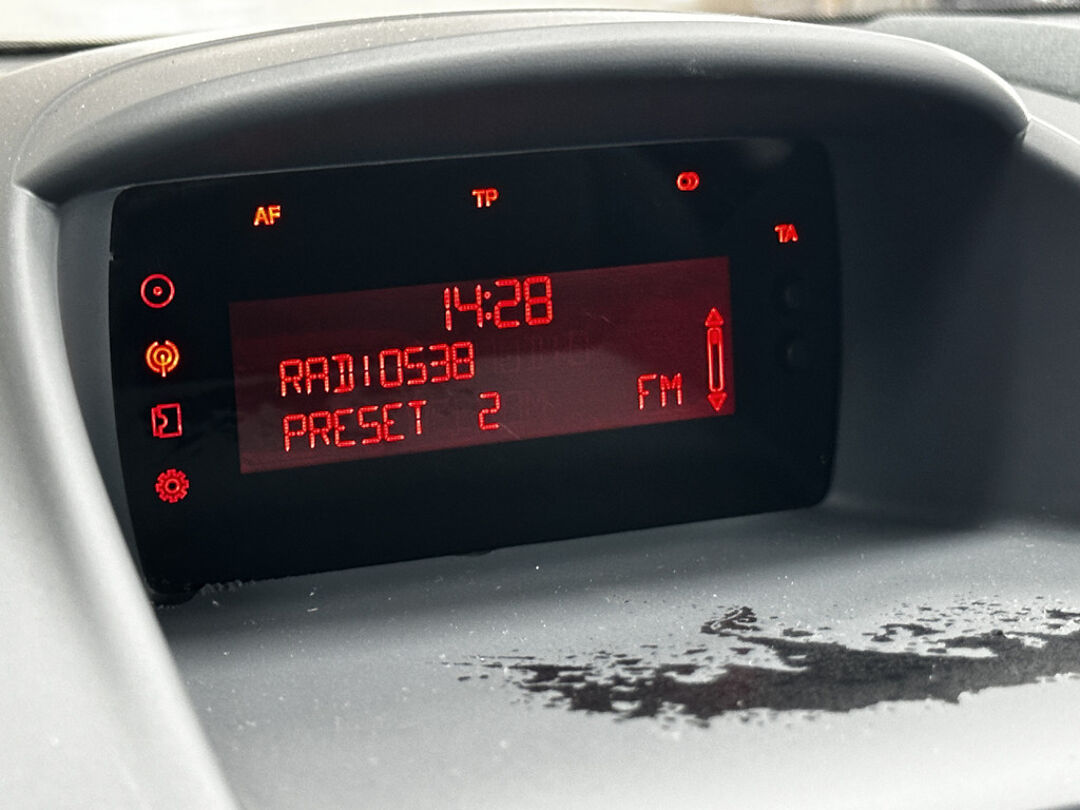 AF
TP
TA
14:28
RADIO538
PRESET 2
FM